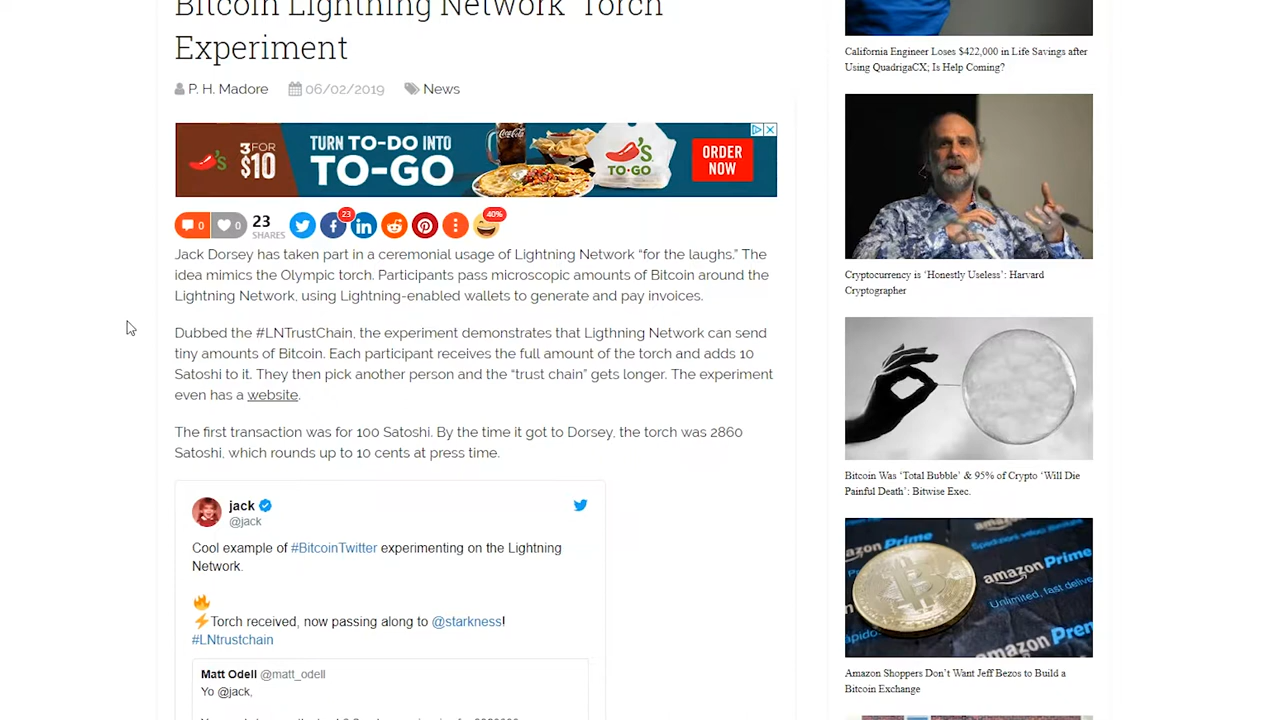 Bitcoin Lightning Network 'Torch
Experiment
P. H. Madore 06/02/2019 News
3 FOR
$10
TURN TO-DO INTO
TO-GO
Coca-Cola
'S
TO·GO
ORDER
NOW
0 0 23
SHARES
23
40%
Jack Dorsey has taken part in a ceremonial usage of Lightning Network “for the laughs.” The
idea mimics the Olympic torch. Participants pass microscopic amounts of Bitcoin around the
Lightning Network, using Lightning-enabled wallets to generate and pay invoices.
Dubbed the #LNTrustChain, the experiment demonstrates that Ligthning Network can send
tiny amounts of Bitcoin. Each participant receives the full amount of the torch and adds 10
Satoshi to it. They then pick another person and the “trust chain” gets longer. The experiment
even has a website.
The first transaction was for 100 Satoshi. By the time it got to Dorsey, the torch was 2860
Satoshi, which rounds up to 10 cents at press time.
jack
@jack
Cool example of #BitcoinTwitter experimenting on the Lightning
Network.
Torch received, now passing along to @starkness!
#LNtrustchain
Matt Odell @matt_odell
Yo @jack,
California Engineer Loses $422,000 in Life Savings after
Using QuadrigaCX; Is Help Coming?
Cryptocurrency is ‘Honestly Useless’: Harvard
Cryptographer
Bitcoin Was ‘Total Bubble’ & 95% of Crypto ‘Will Die
Painful Death’: Bitwise Exec.
amazon Prime
Unlimited, fast delive
Amazon Shoppers Don’t Want Jeff Bezos to Build a
Bitcoin Exchange